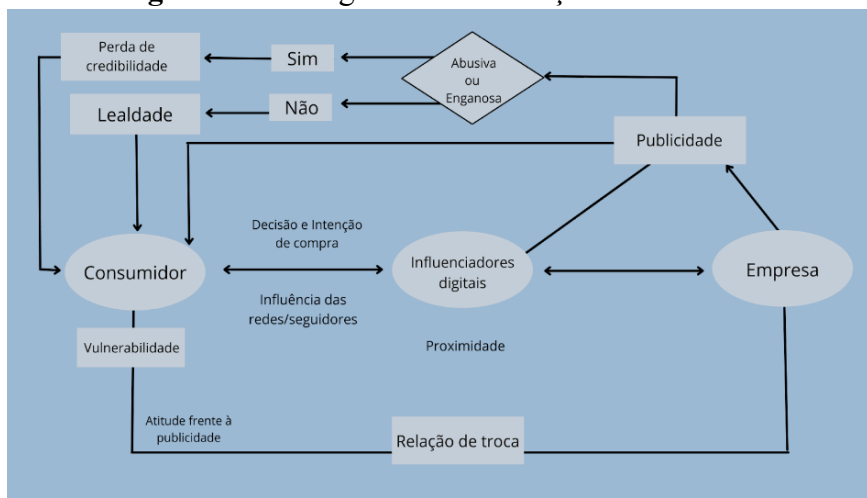 Perda de
credibilidade
Sim
Abusiva
ou
Enganosa
Lealdade
Não
Publicidade
Decisão e Intenção
de compra
Consumidor
Influenciadores
digitais
Empresa
Influência das
redes/seguidores
Vulnerabilidade
Proximidade
Atitude frente à
publicidade
Relação de troca